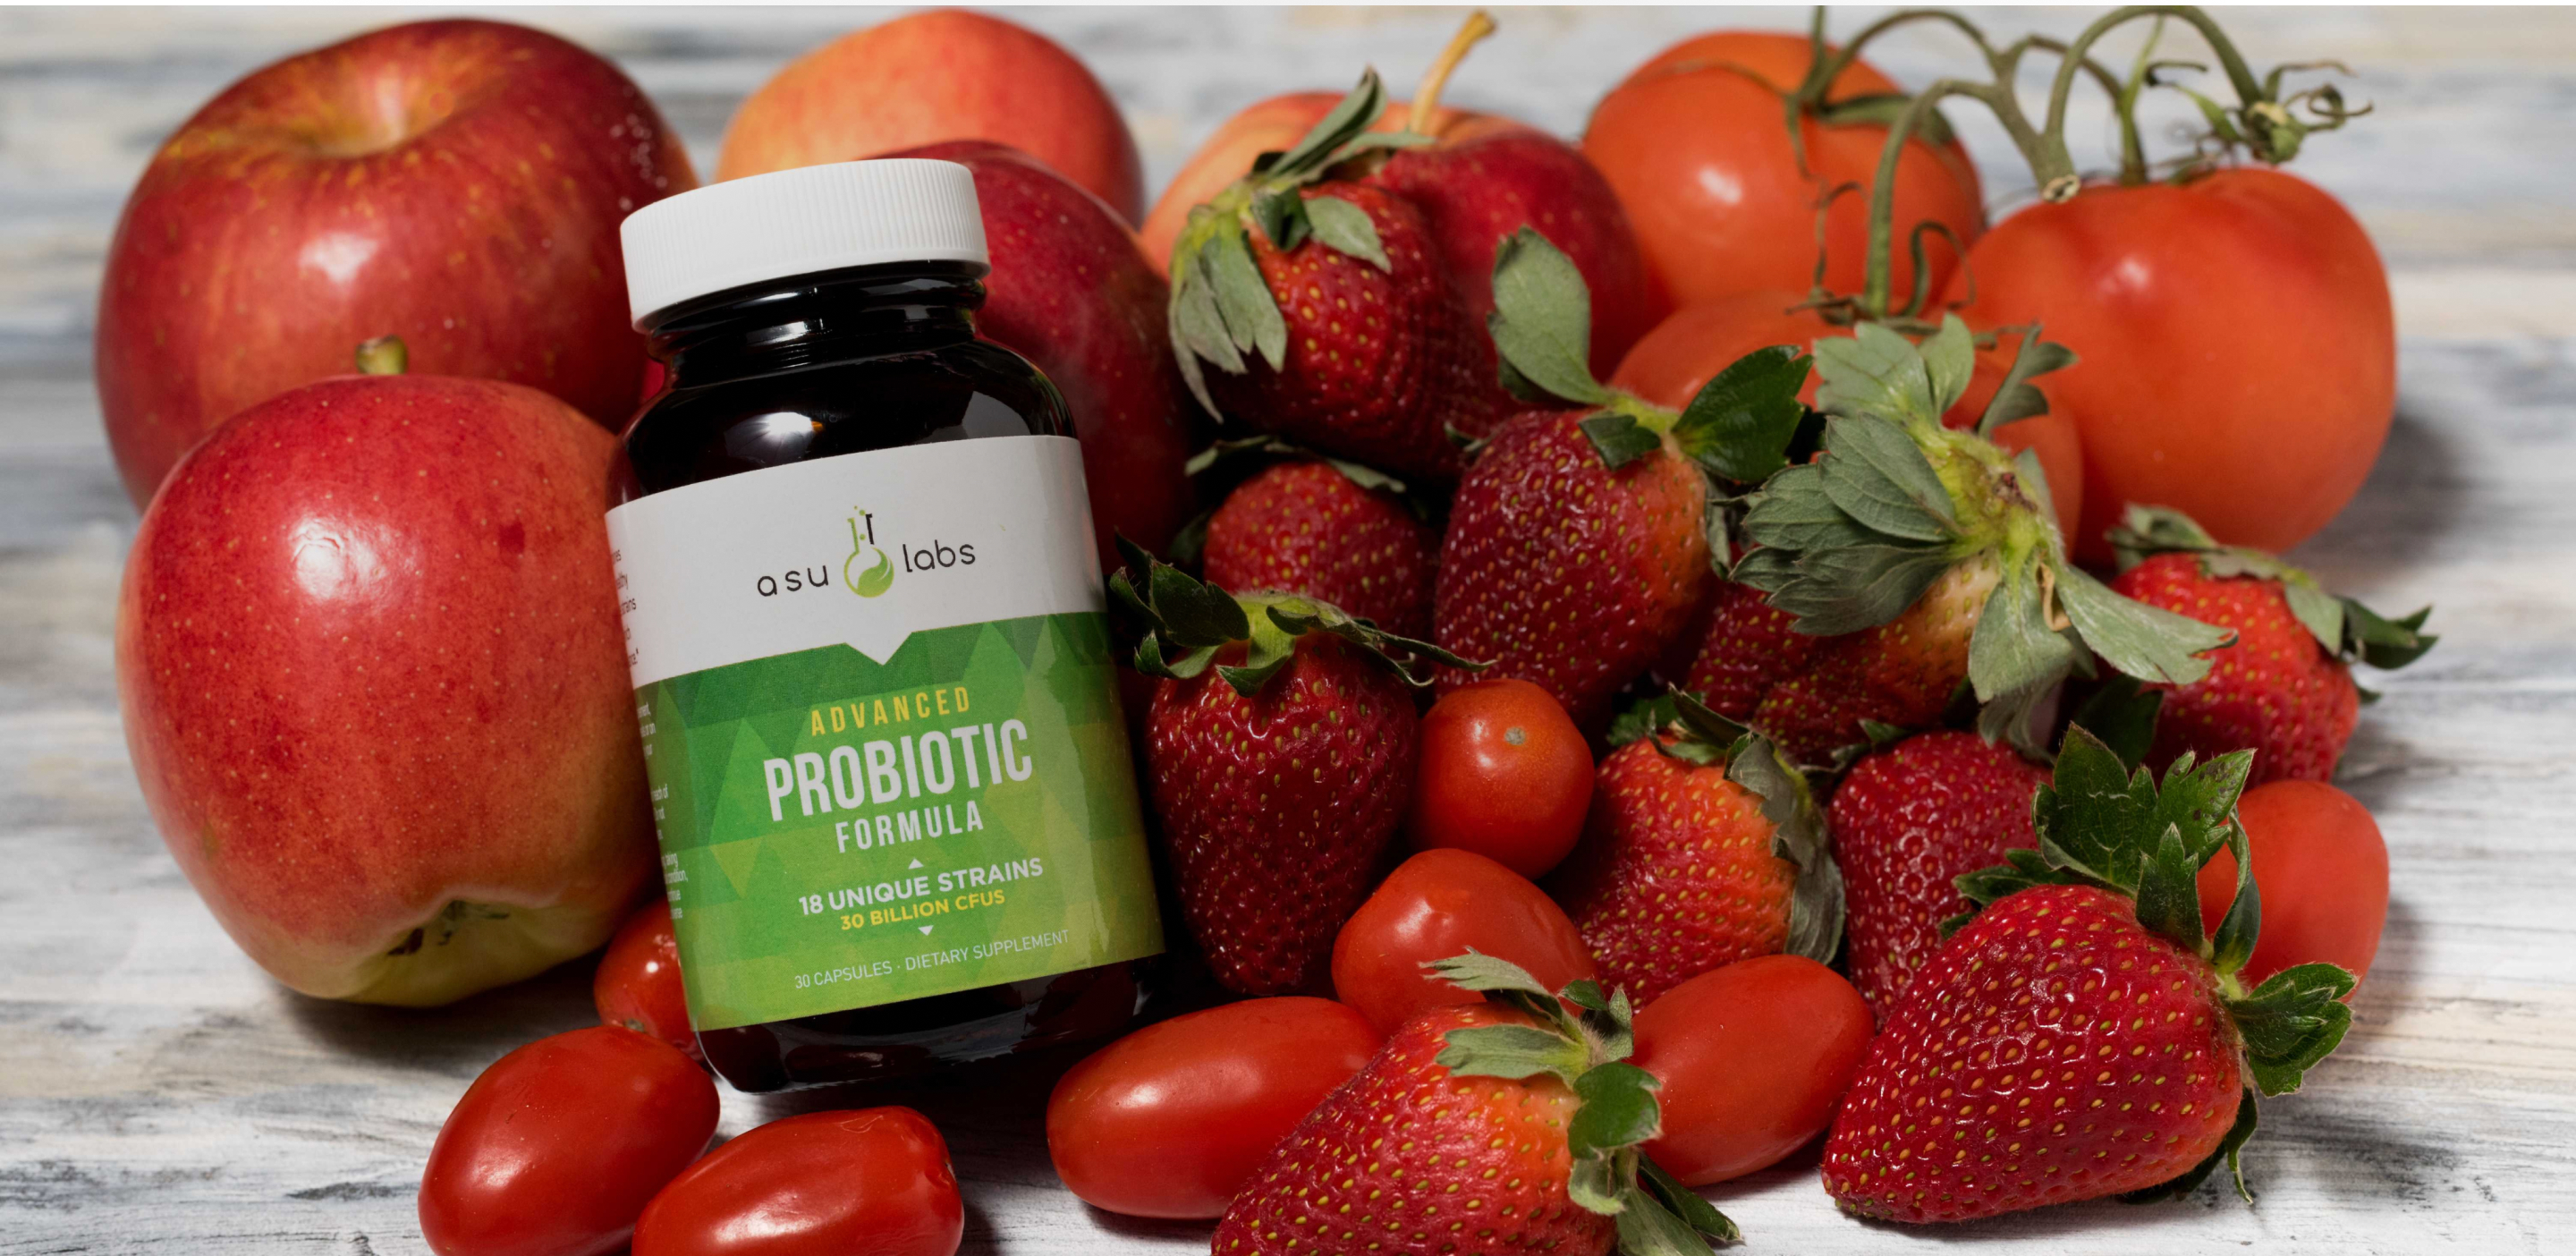 asu labs
ADVANCED
PROBIOTIC
FORMULA
18 UNIQUE STRAINS
30 BILLION CFUS
30 CAPSULES · DIETARY SUPPLEMENT